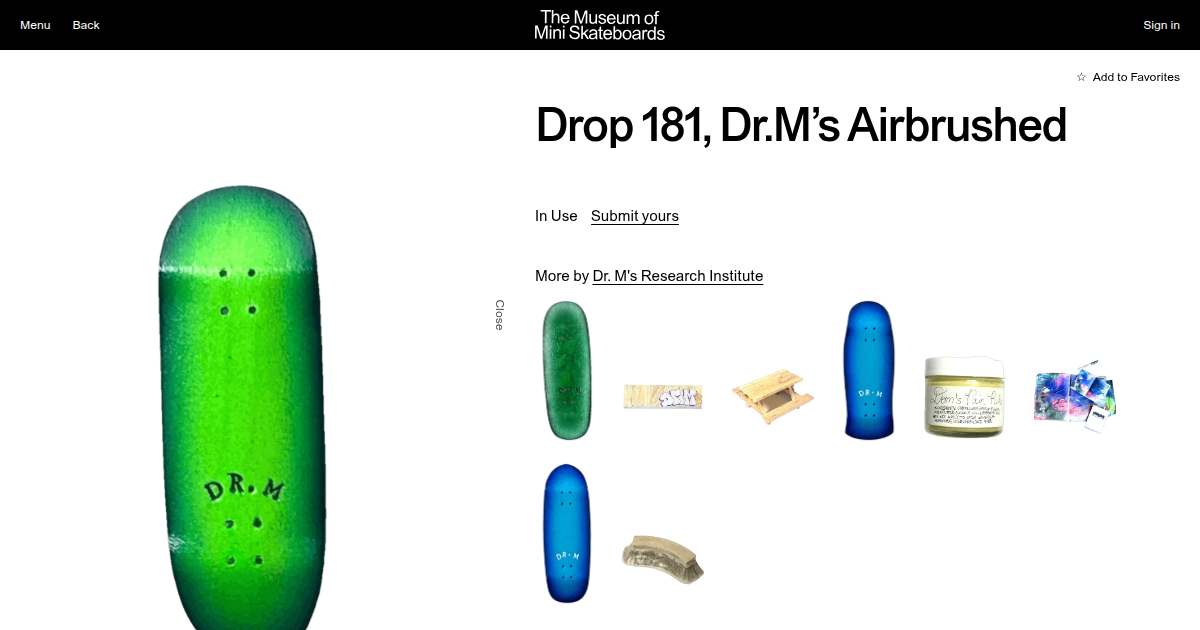 Menu
Back
The Museum of
Mini Skateboards
Sign in
☆ Add to Favorites
Drop 181, Dr.M’s Airbrushed
In Use Submit yours
More by Dr. M's Research Institute
Close
DR. M
DR·M
DR·M